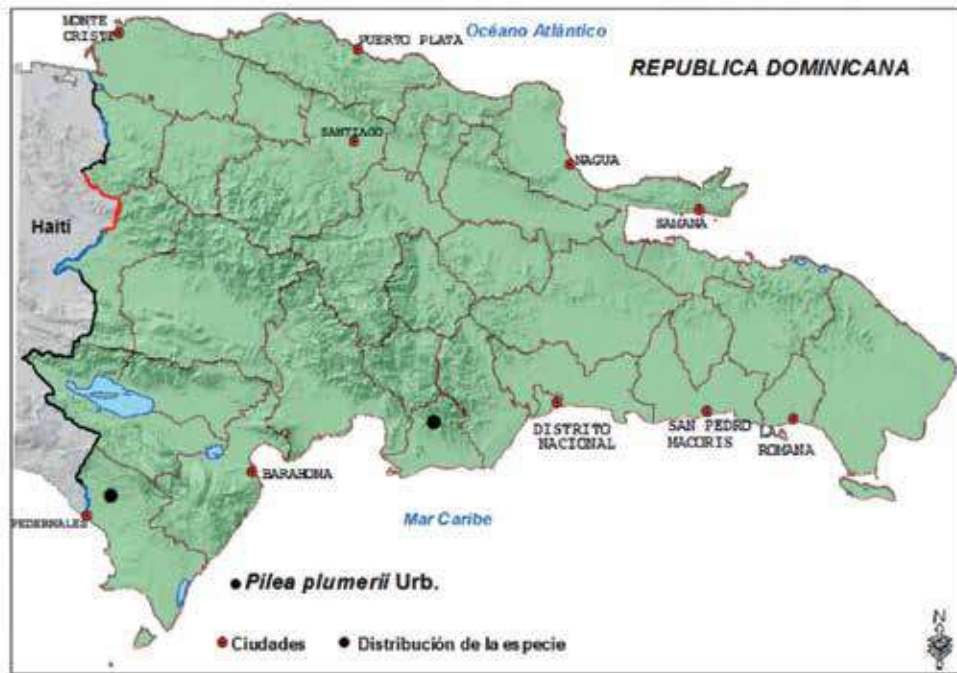 MONTE
CRISTI
PUERTO PLATA
Océano Atlántico
REPUBLICA DOMINICANA
SANTIAGO
NAGUA
Haití
SAMANA
DISTRITO
NACIONAL
SAN PEDRO
MACORIS
LA
ROMANA
BARAHONA
PEDERNALES
Mar Caribe
Pilea plumerii Urb.
Ciudades
Distribución de la especie
N